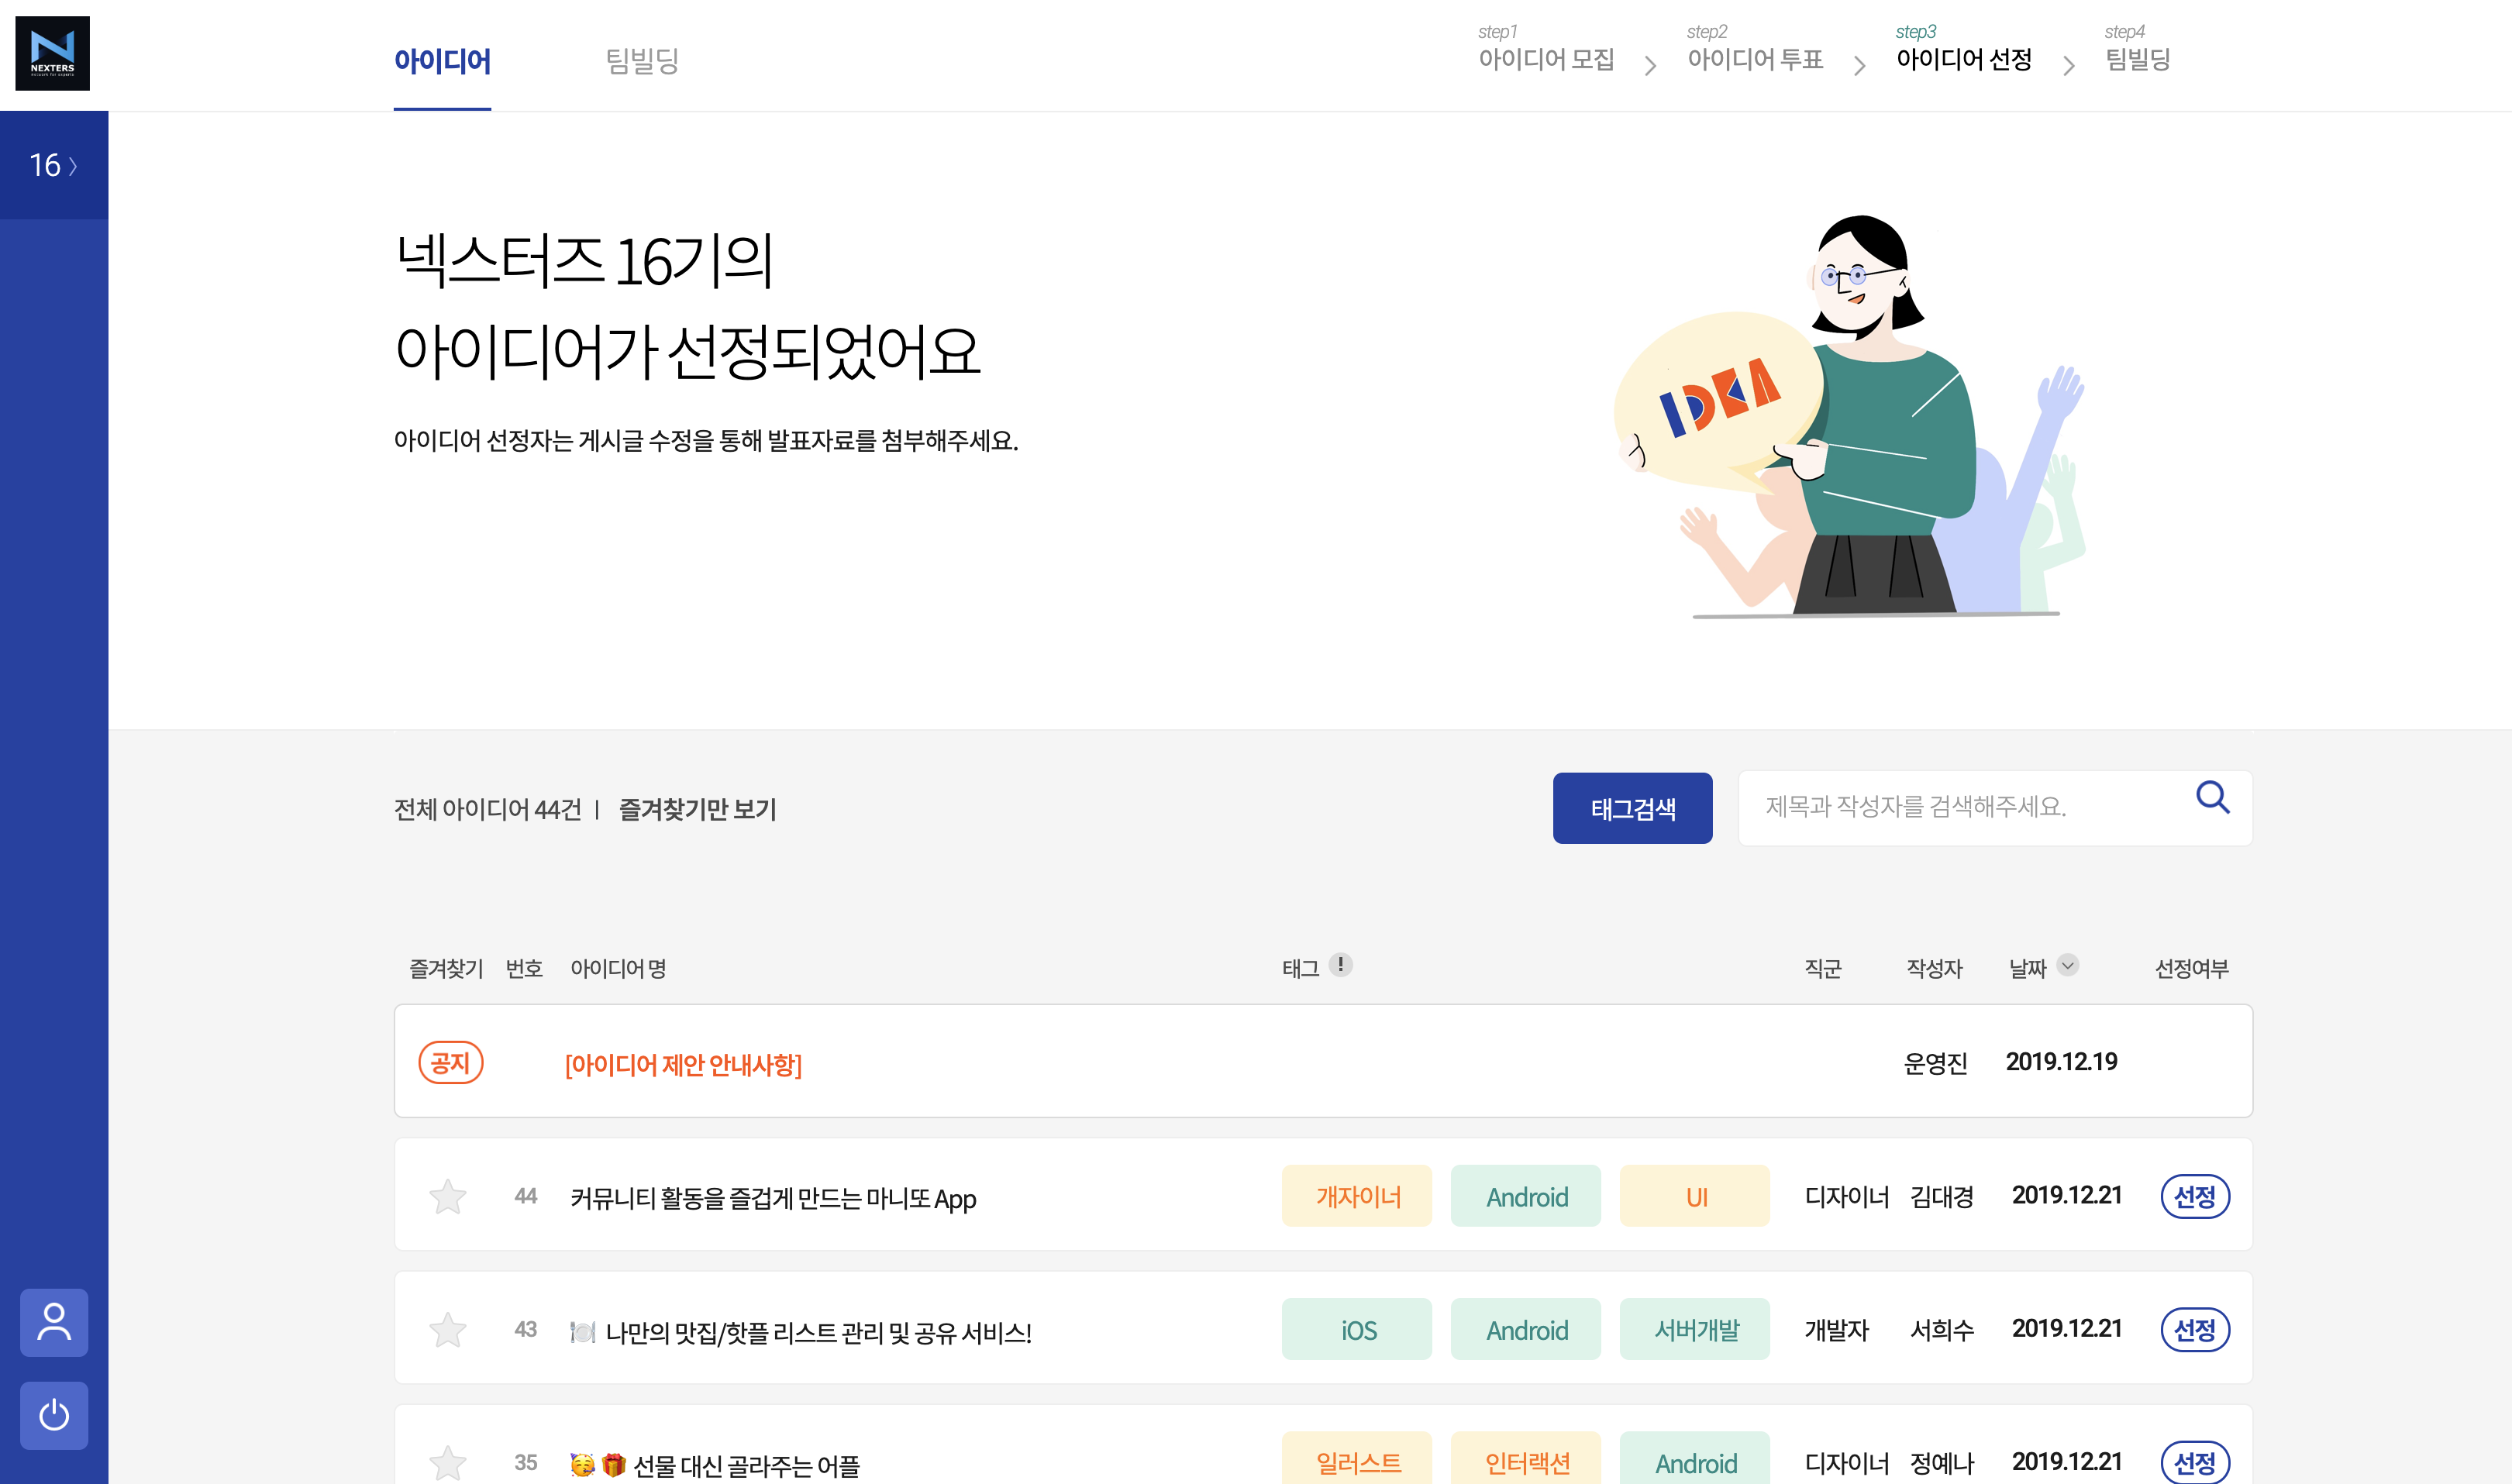 NEXTERS
아이디어
팀빌딩
step1
아이디어 모집
step2
아이디어 투표
step3
아이디어 선정
step4
팀빌딩
16
넥스터즈 16기의
아이디어가 선정되었어요
아이디어 선정자는 게시글 수정을 통해 발표자료를 첨부해주세요.
IDEA
전체 아이디어 44건 | 즐겨찾기만 보기
태그검색
제목과 작성자를 검색해주세요.
즐겨찾기 번호 아이디어 명 태그 ! 직군 작성자 날짜 선정여부
공지 [아이디어 제안 안내사항] 운영진 2019.12.19
44 커뮤니티 활동을 즐겁게 만드는 마니또 App 개자이너 Android UI 디자이너 김대경 2019.12.21 선정
43 🍽️ 나만의 맛집/핫플 리스트 관리 및 공유 서비스! iOS Android 서버개발 개발자 서희수 2019.12.21 선정
35 🥳 🎁 선물 대신 골라주는 어플 일러스트 인터랙션 Android 디자이너 정예나 2019.12.21 선정